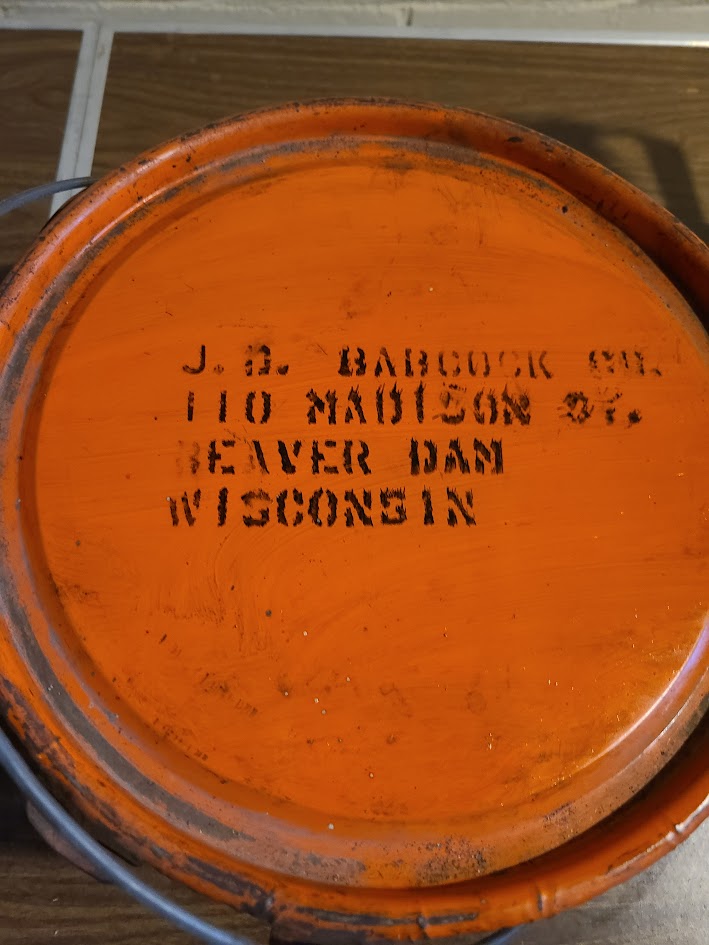 J. B. BABCOCK CO.
110 MADISON ST.
BEAVER DAM
WISCONSIN